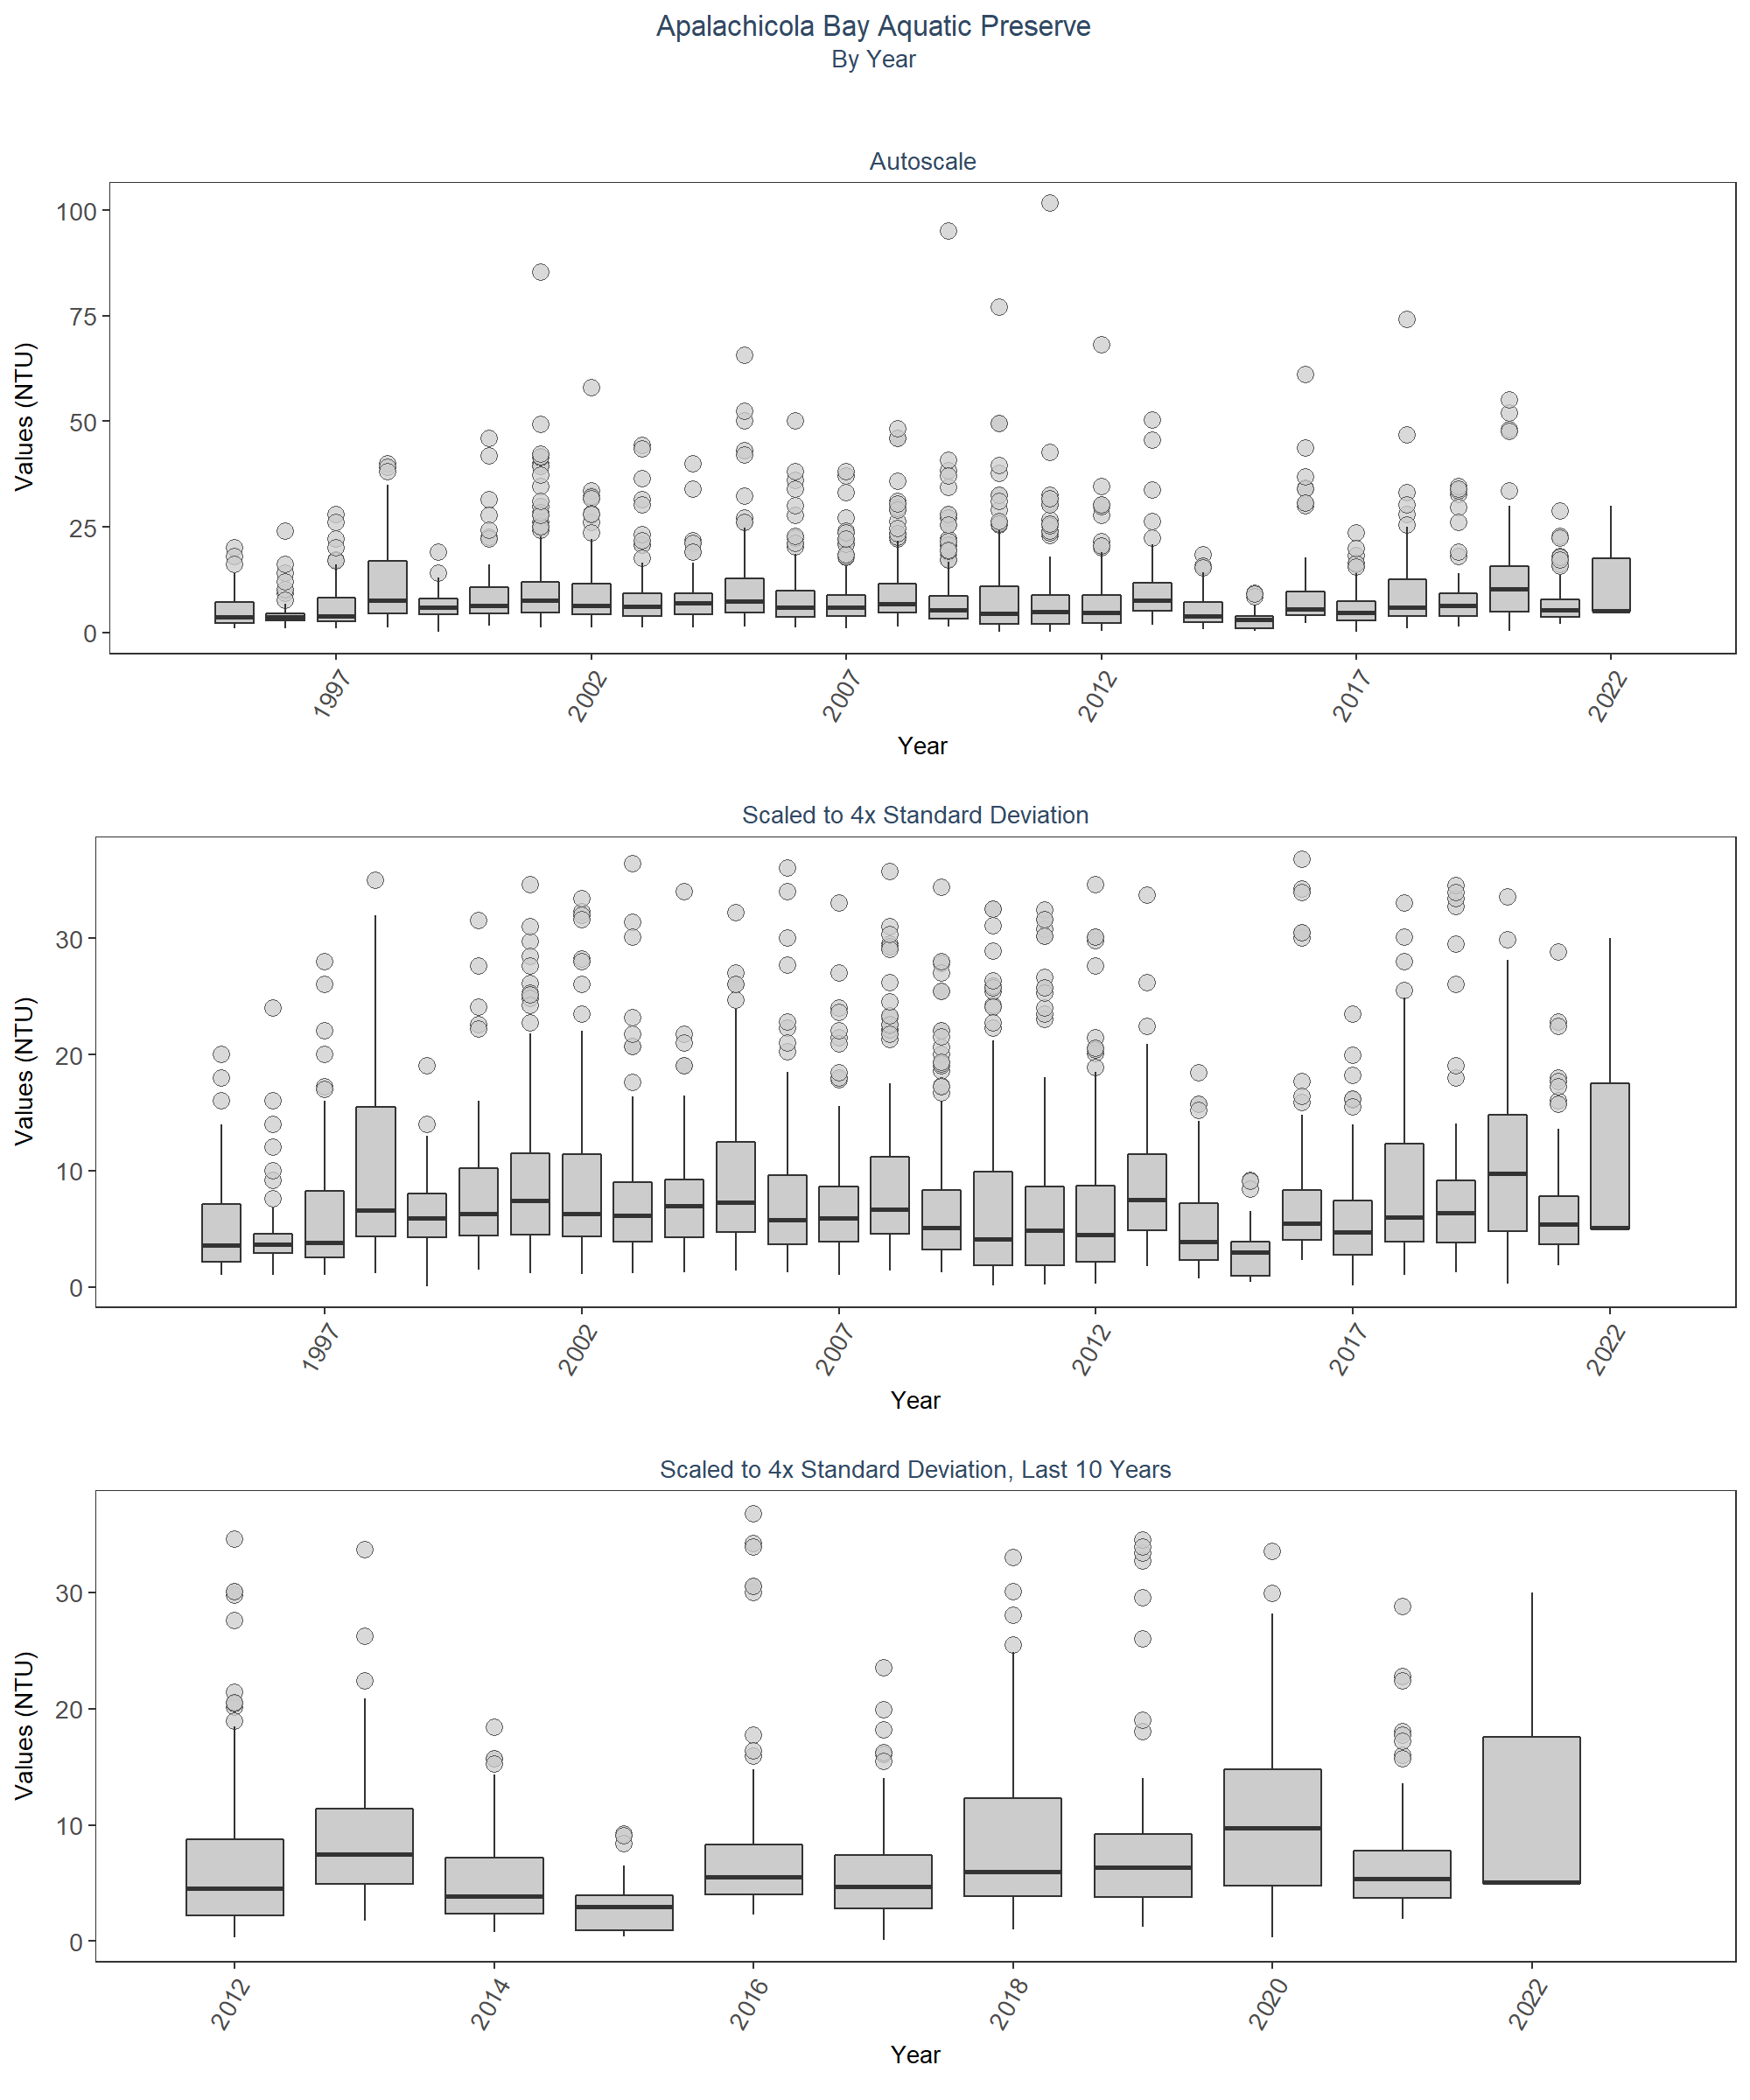 Apalachicola Bay Aquatic Preserve
By Year
Autoscale
Values (NTU)
100
75
50
25
0
1997
2002
2007
2012
2017
2022
Year
Scaled to 4x Standard Deviation
Values (NTU)
30
20
10
0
1997
2002
2007
2012
2017
2022
Year
Scaled to 4x Standard Deviation, Last 10 Years
Values (NTU)
30
20
10
0
2012
2014
2016
2018
2020
2022
Year